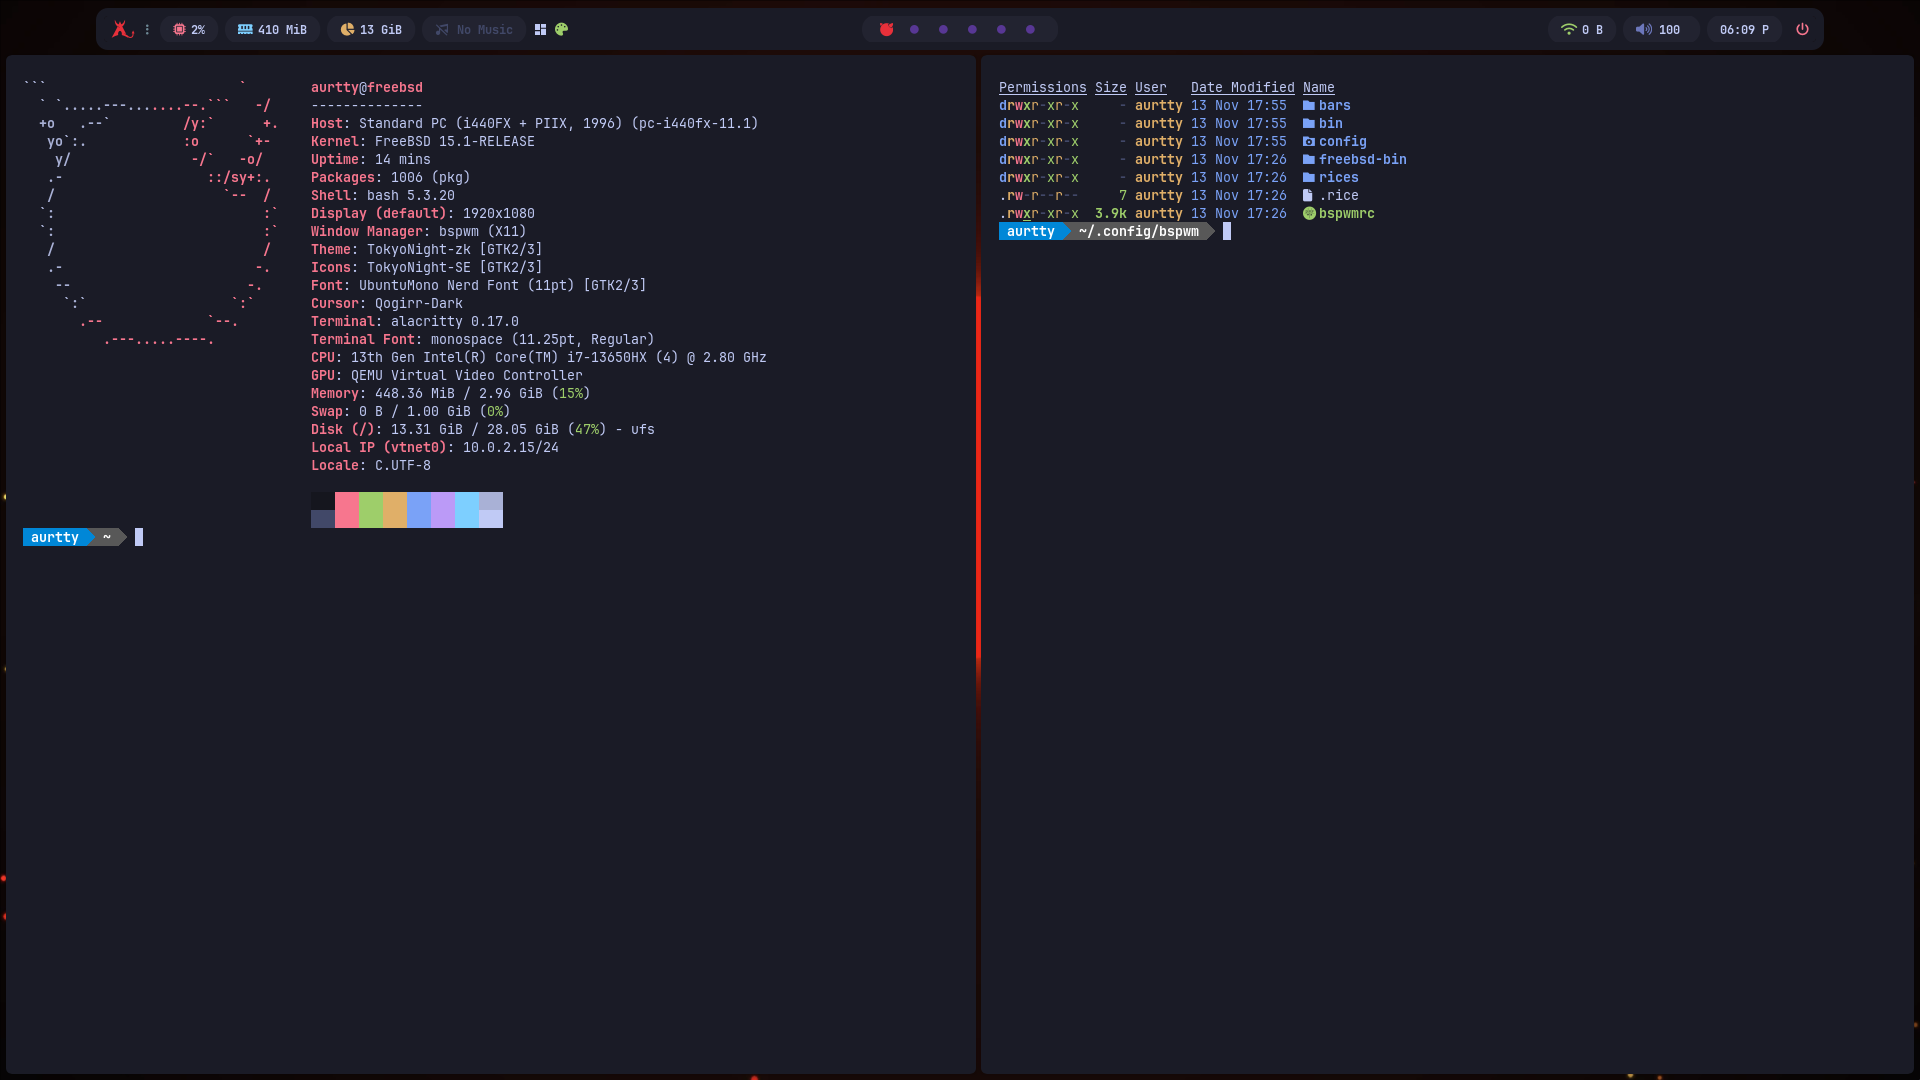 2% 410 MiB 13 GiB No Music 0 B 100 06:09 P
aurtty@freebsd
--------------
Host: Standard PC (i440FX + PIIX, 1996) (pc-i440fx-11.1)
Kernel: FreeBSD 15.1-RELEASE
Uptime: 14 mins
Packages: 1006 (pkg)
Shell: bash 5.3.20
Display (default): 1920x1080
Window Manager: bspwm (X11)
Theme: TokyoNight-zk [GTK2/3]
Icons: TokyoNight-SE [GTK2/3]
Font: UbuntuMono Nerd Font (11pt) [GTK2/3]
Cursor: Qogirr-Dark
Terminal: alacritty 0.17.0
Terminal Font: monospace (11.25pt, Regular)
CPU: 13th Gen Intel(R) Core(TM) i7-13650HX (4) @ 2.80 GHz
GPU: QEMU Virtual Video Controller
Memory: 448.36 MiB / 2.96 GiB (15%)
Swap: 0 B / 1.00 GiB (0%)
Disk (/): 13.31 GiB / 28.05 GiB (47%) - ufs
Local IP (vtnet0): 10.0.2.15/24
Locale: C.UTF-8
aurtty ~
Permissions Size User Date Modified Name
drwxr-xr-x - aurtty 13 Nov 17:55 bars
drwxr-xr-x - aurtty 13 Nov 17:55 bin
drwxr-xr-x - aurtty 13 Nov 17:55 config
drwxr-xr-x - aurtty 13 Nov 17:26 freebsd-bin
drwxr-xr-x - aurtty 13 Nov 17:26 rices
.rw-r--r-- 7 aurtty 13 Nov 17:26 .rice
.rwxr-xr-x 3.9k aurtty 13 Nov 17:26 bspwmrc
aurtty ~/.config/bspwm